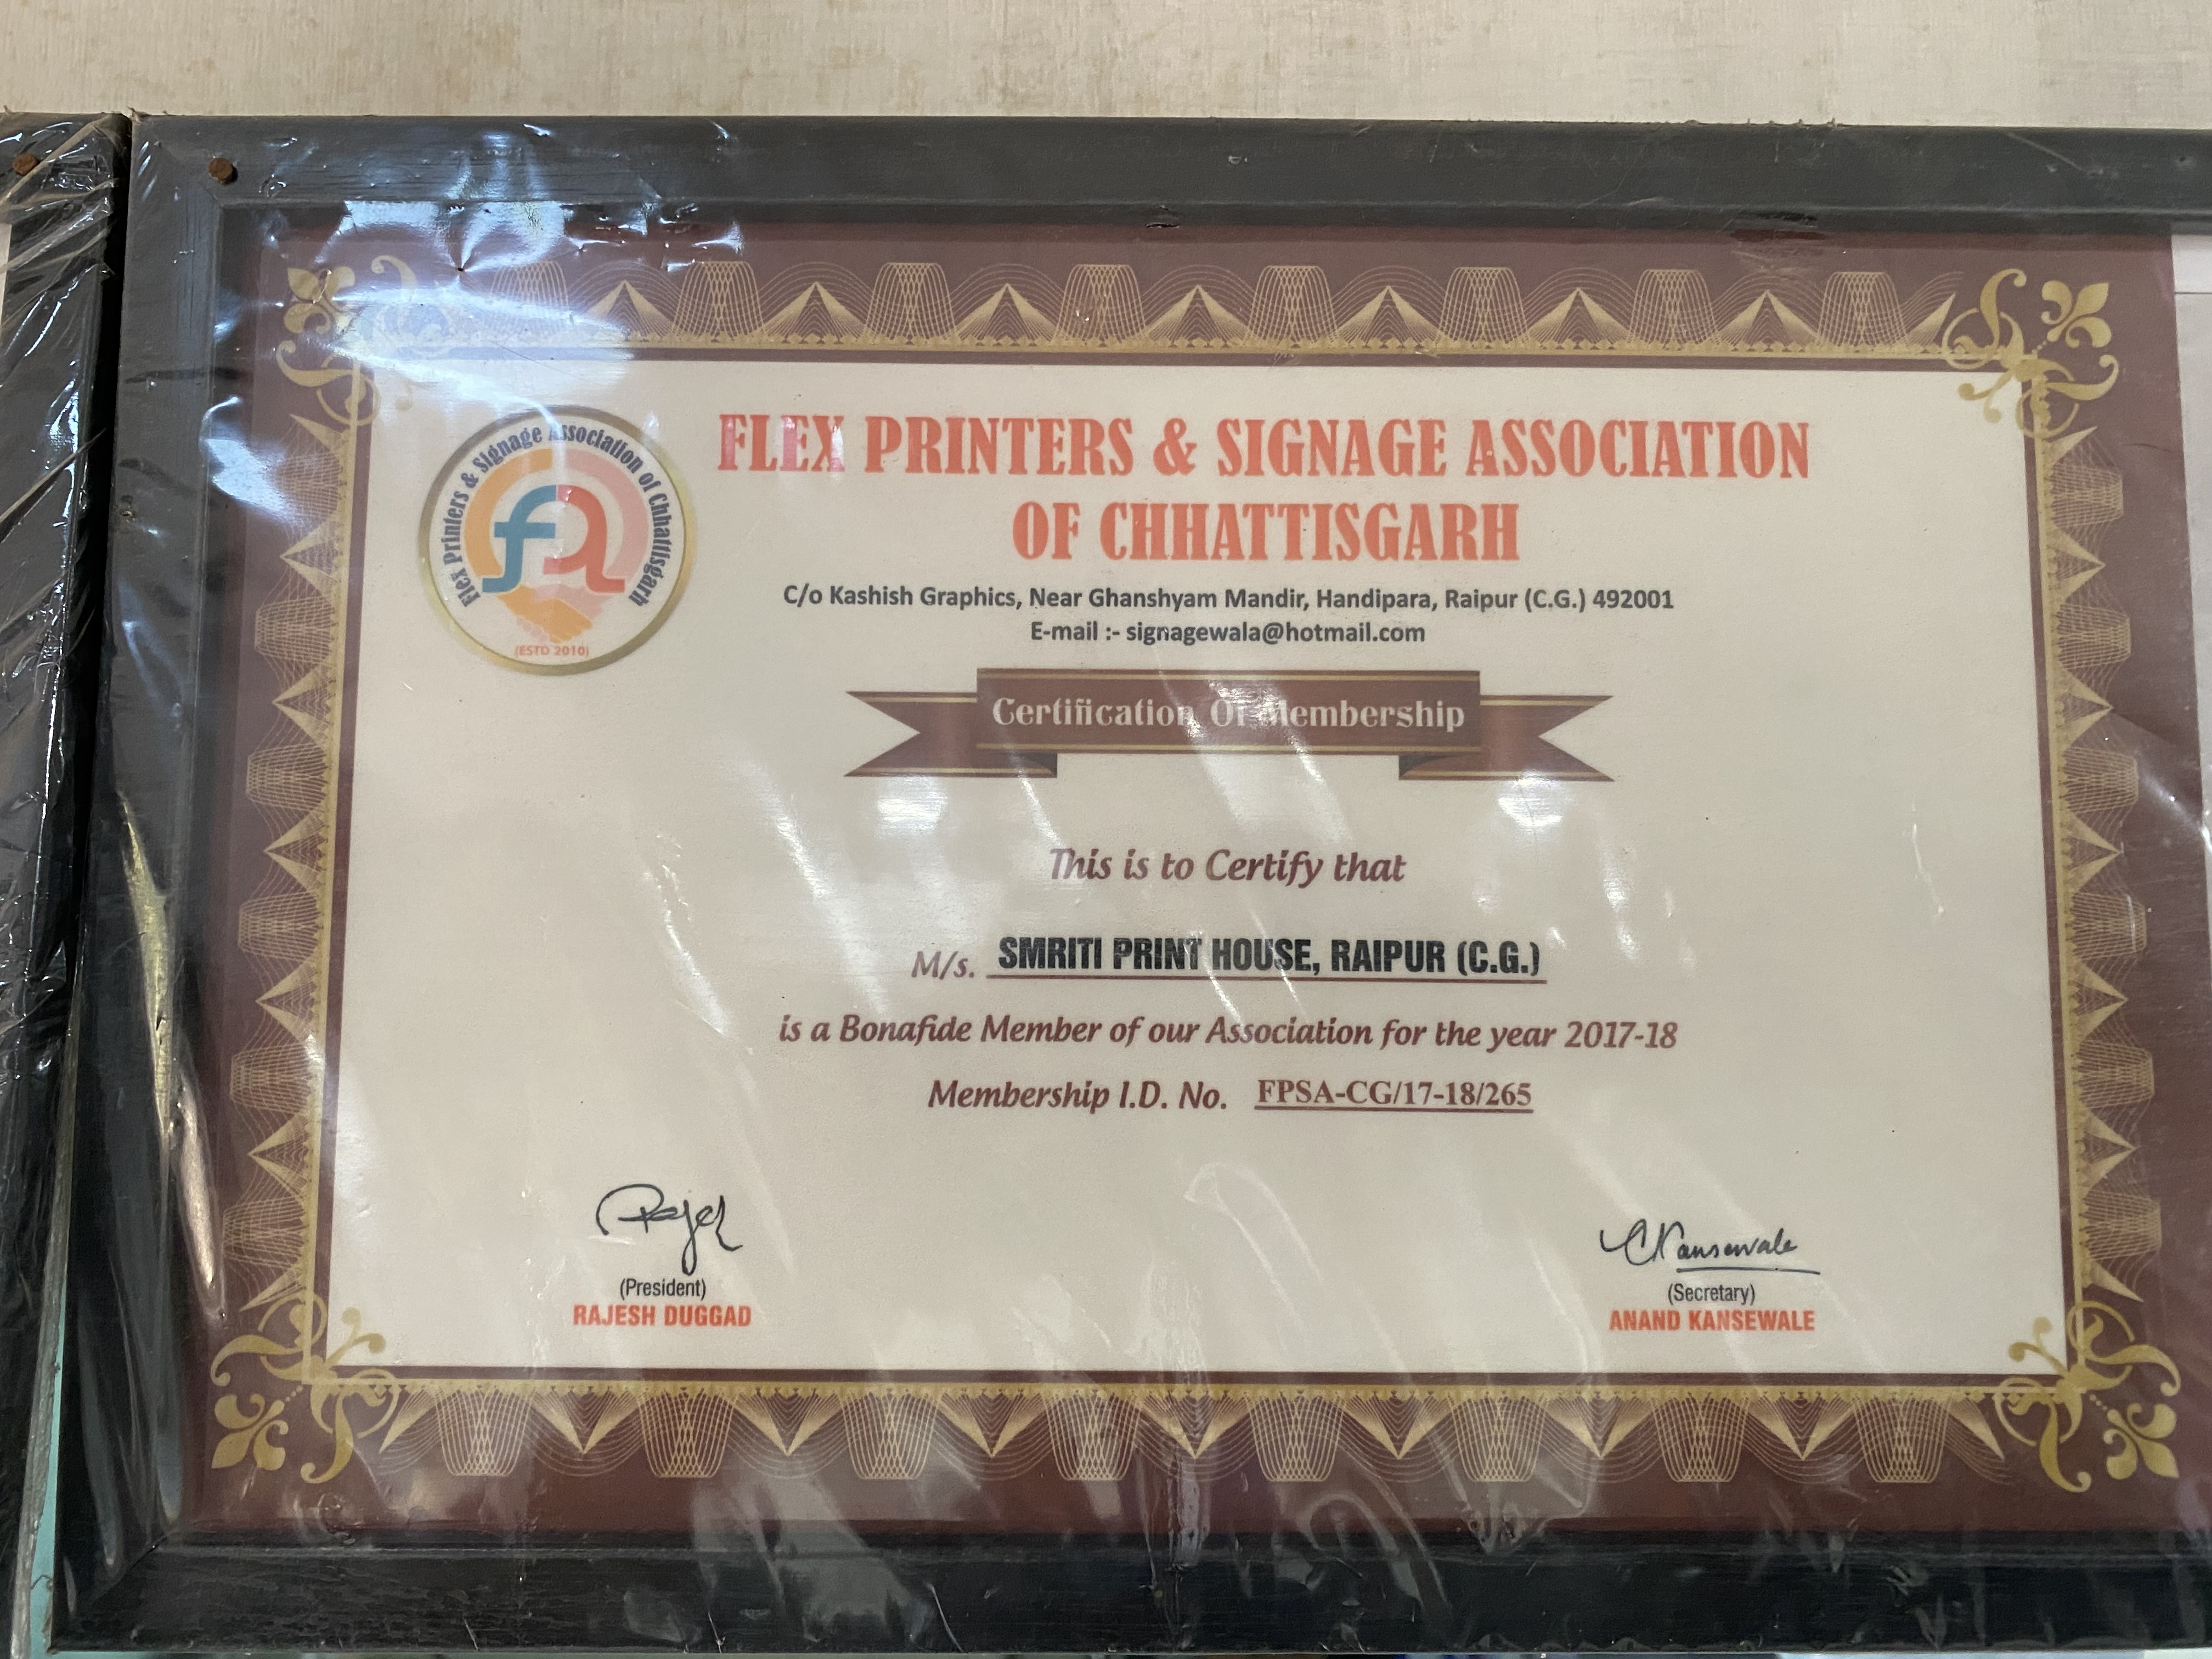 Flex Printers & Signage Association of Chhattisgarh
fa
(ESTD 2010)
FLEX PRINTERS & SIGNAGE ASSOCIATION
OF CHHATTISGARH
C/o Kashish Graphics, Near Ghanshyam Mandir, Handipara, Raipur (C.G.) 492001
E-mail :- signagewala@hotmail.com
Certification Of Membership
This is to Certify that
M/s. SMRITI PRINT HOUSE, RAIPUR (C.G.)
is a Bonafide Member of our Association for the year 2017-18
Membership I.D. No. FPSA-CG/17-18/265
Kansewale
(President)
RAJESH DUGGAD
(Secretary)
ANAND KANSEWALE